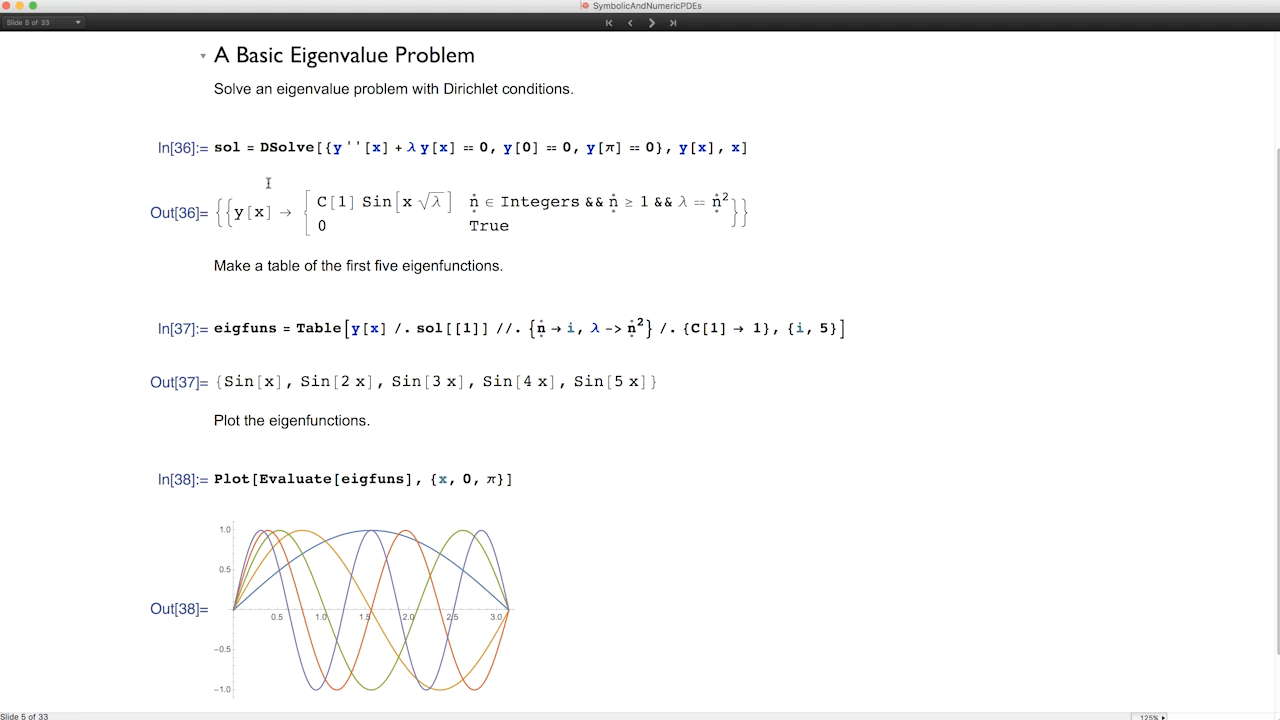 SymbolicAndNumericPDEs
Slide 5 of 33
A Basic Eigenvalue Problem
Solve an eigenvalue problem with Dirichlet conditions.
In[36]:= sol = DSolve[{y''[x] + λ y[x] == 0, y[0] == 0, y[π] == 0}, y[x], x]
Out[36]= {{y[x] → { C[1] Sin[x √λ] n ∈ Integers && n ≥ 1 && λ == n²
0 True }}
Make a table of the first five eigenfunctions.
In[37]:= eigfuns = Table[y[x] /. sol[[1]] //. {n → i, λ -> n²} /. {C[1] → 1}, {i, 5}]
Out[37]= {Sin[x], Sin[2 x], Sin[3 x], Sin[4 x], Sin[5 x]}
Plot the eigenfunctions.
In[38]:= Plot[Evaluate[eigfuns], {x, 0, π}]
1.0
0.5
Out[38]=
0.5 1.0 1.5 2.0 2.5 3.0
-0.5
-1.0
Slide 5 of 33
125%